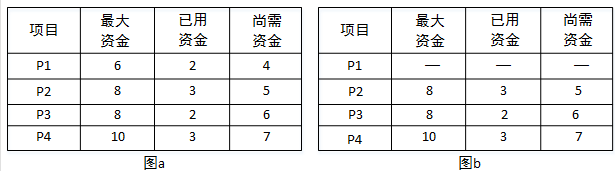 项目 最大资金 已用资金 尚需资金
P1 6 2 4
P2 8 3 5
P3 8 2 6
P4 10 3 7
图a
项目 最大资金 已用资金 尚需资金
P1 — — —
P2 8 3 5
P3 8 2 6
P4 10 3 7
图b